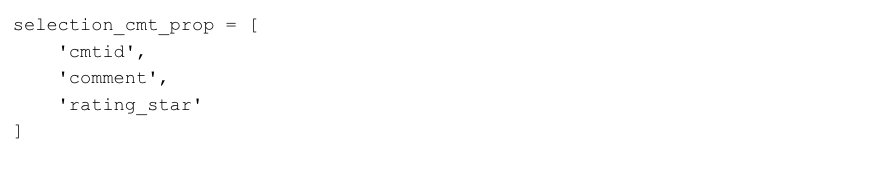 selection_cmt_prop = [
    'cmtid',
    'comment',
    'rating_star'
]